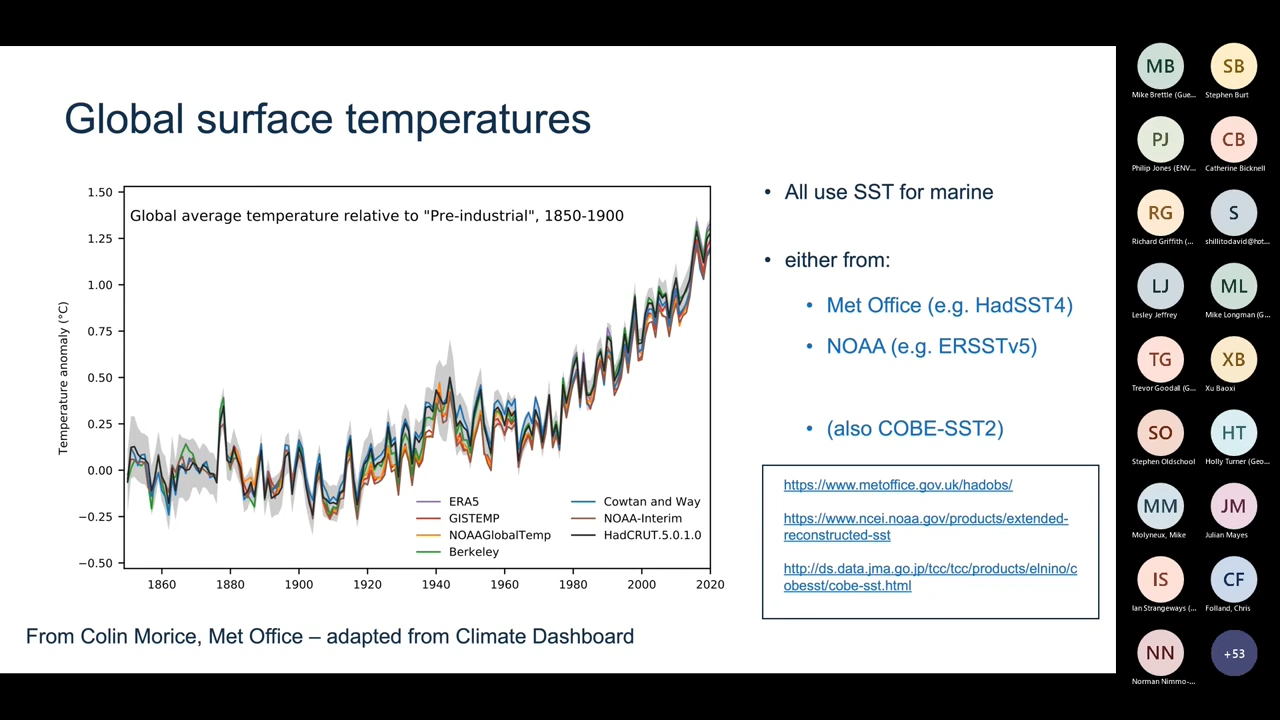 Global surface temperatures
1.50
1.25
1.00
0.75
0.50
0.25
0.00
−0.25
−0.50
Temperature anomaly (°C)
Global average temperature relative to "Pre-industrial", 1850-1900
ERA5
GISTEMP
NOAAGlobalTemp
Berkeley
Cowtan and Way
NOAA-Interim
HadCRUT.5.0.1.0
1860 1880 1900 1920 1940 1960 1980 2000 2020
From Colin Morice, Met Office – adapted from Climate Dashboard
• All use SST for marine
• either from:
• Met Office (e.g. HadSST4)
• NOAA (e.g. ERSSTv5)
• (also COBE-SST2)
https://www.metoffice.gov.uk/hadobs/
https://www.ncei.noaa.gov/products/extended-
reconstructed-sst
http://ds.data.jma.go.jp/tcc/tcc/products/elnino/c
obesst/cobe-sst.html
MB SB
Mike Brettle (Gue... Stephen Burt
PJ CB
Philip Jones (ENV... Catherine Bicknell
RG S
Richard Griffith (... shillitodavid@hot...
LJ ML
Lesley Jeffrey Mike Longman (G...
TG XB
Trevor Goodall (G... Xu Baoxi
SO HT
Stephen Oldschool Holly Turner (Geo...
MM JM
Molyneux, Mike Julian Mayes
IS CF
Ian Strangeways (... Folland, Chris
NN +53
Norman Nimmo-...